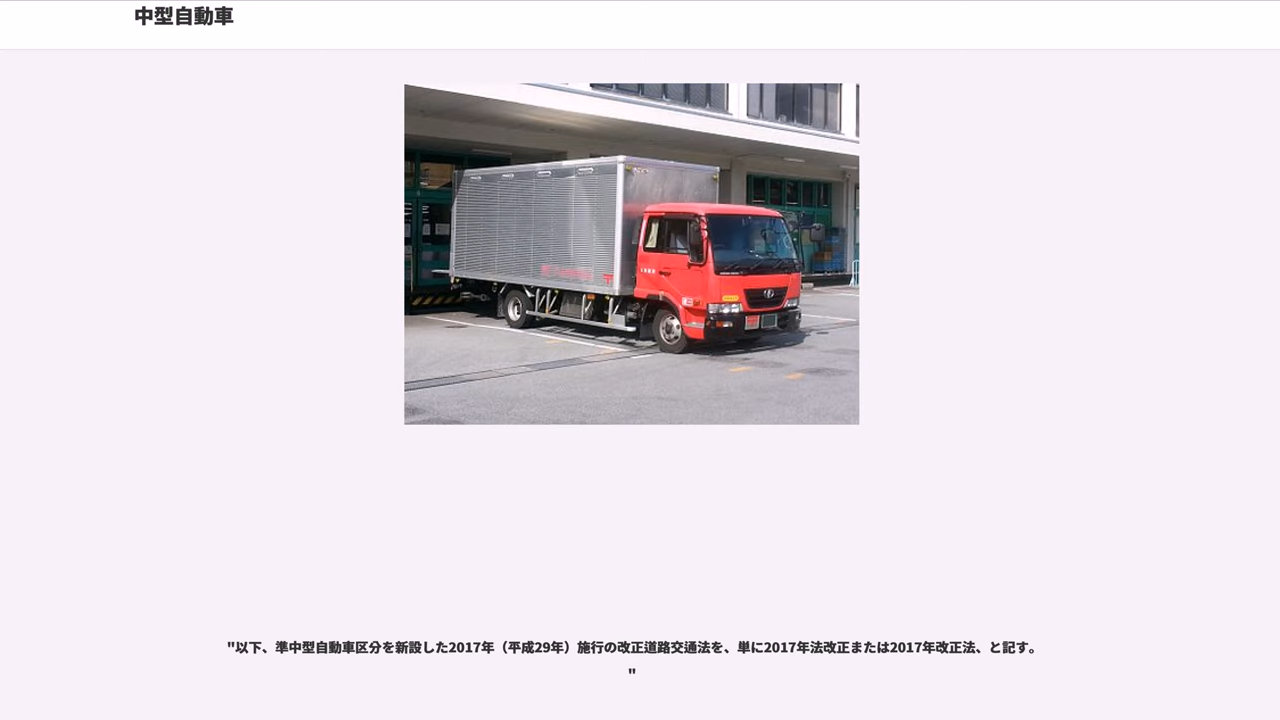 中型自動車
"以下、準中型自動車区分を新設した2017年（平成29年）施行の改正道路交通法を、単に2017年法改正または2017年改正法、と記す。
"